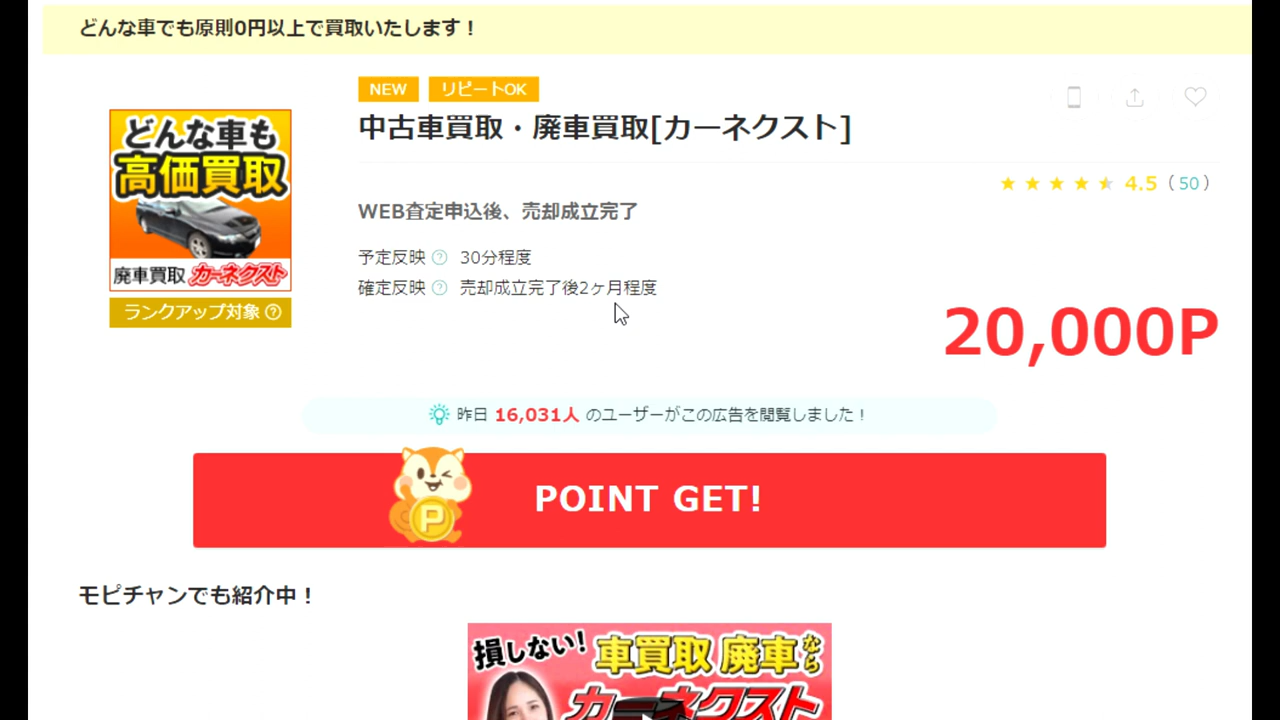 どんな車でも原則0円以上で買取いたします！
NEW リピートOK
中古車買取・廃車買取[カーネクスト]
どんな車も
高価買取
廃車買取 カーネクスト
ランクアップ対象 ?
4.5 ( 50 )
WEB査定申込後、売却成立完了
予定反映 ? 30分程度
確定反映 ? 売却成立完了後2ヶ月程度
20,000P
昨日 16,031人 のユーザーがこの広告を閲覧しました！
P
POINT GET!
モピチャンでも紹介中！
損しない！ 車買取 廃車なら
カーネクスト